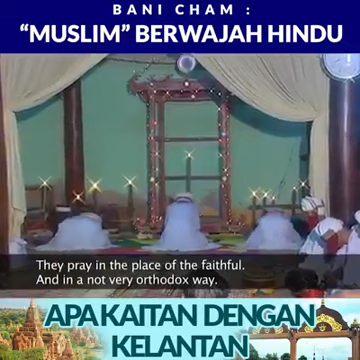 BANI CHAM :
“MUSLIM” BERWAJAH HINDU
They pray in the place of the faithful.
And in a not very orthodox way.
APA KAITAN DENGAN
KELANTAN